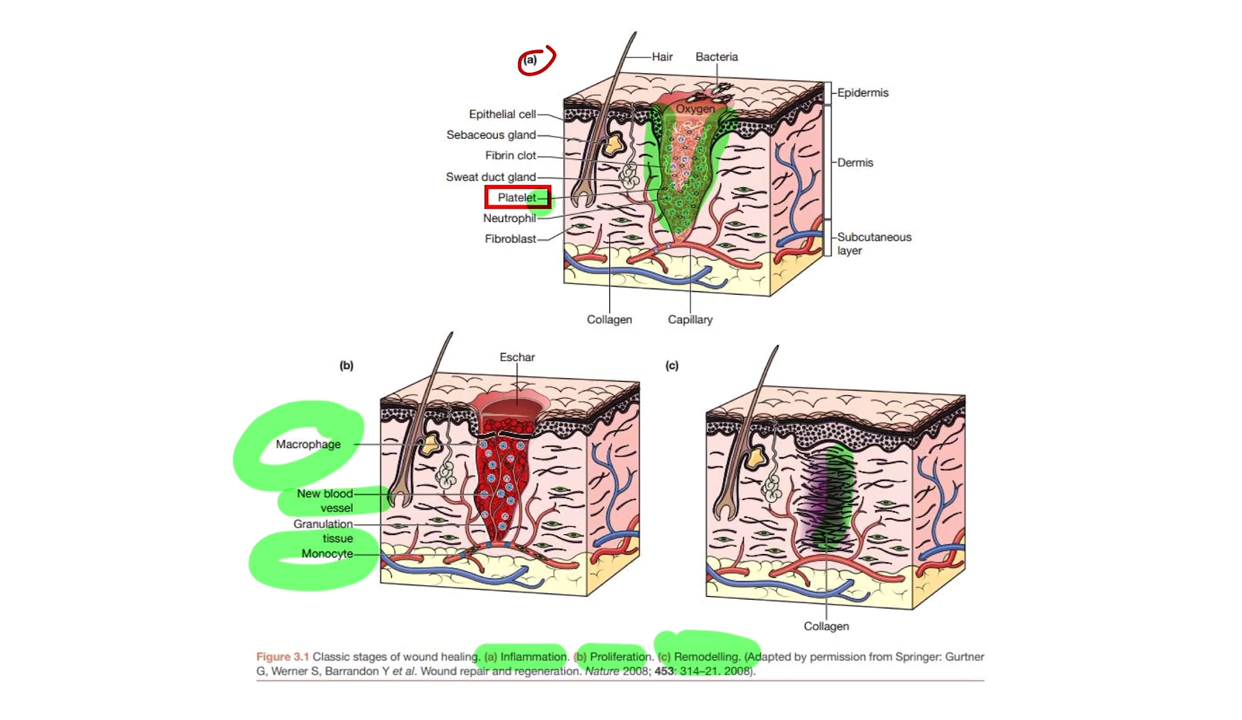 (a)
Hair
Bacteria
Oxygen
Epidermis
Epithelial cell
Sebaceous gland
Fibrin clot
Dermis
Sweat duct gland
Platelet
Neutrophil
Fibroblast
Subcutaneous
layer
Collagen
Capillary
(b)
Eschar
Macrophage
New blood
vessel
Granulation
tissue
Monocyte
(c)
Collagen
Figure 3.1 Classic stages of wound healing. (a) Inflammation. (b) Proliferation. (c) Remodelling. (Adapted by permission from Springer: Gurtner
G, Werner S, Barrandon Y et al. Wound repair and regeneration. Nature 2008; 453: 314–21. 2008).